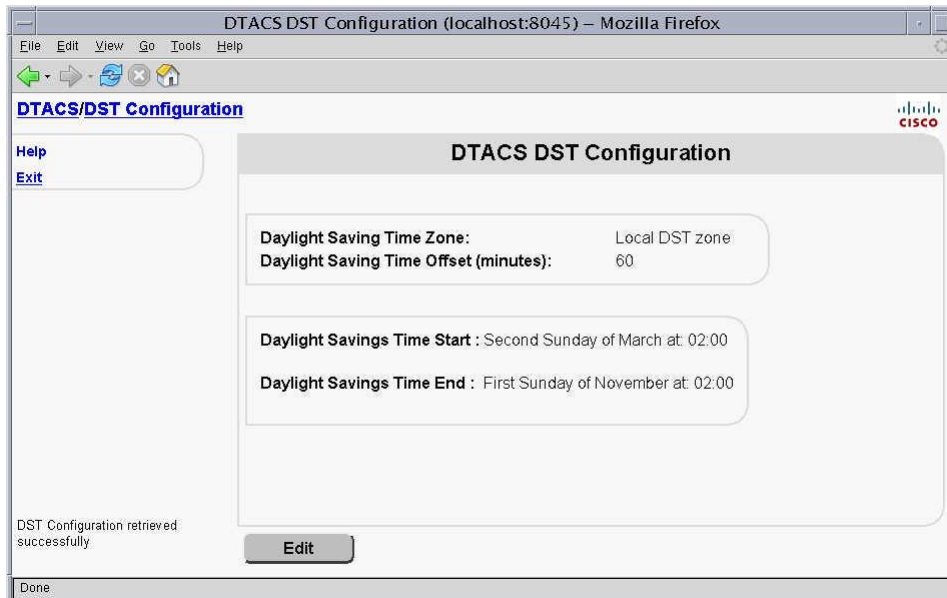 DTACS DST Configuration (localhost:8045) – Mozilla Firefox
File Edit View Go Tools Help
DTACS/DST Configuration
CISCO
Help
Exit
DTACS DST Configuration
Daylight Saving Time Zone: Local DST zone
Daylight Saving Time Offset (minutes): 60
Daylight Savings Time Start : Second Sunday of March at: 02:00
Daylight Savings Time End : First Sunday of November at: 02:00
DST Configuration retrieved
successfully
Edit
Done